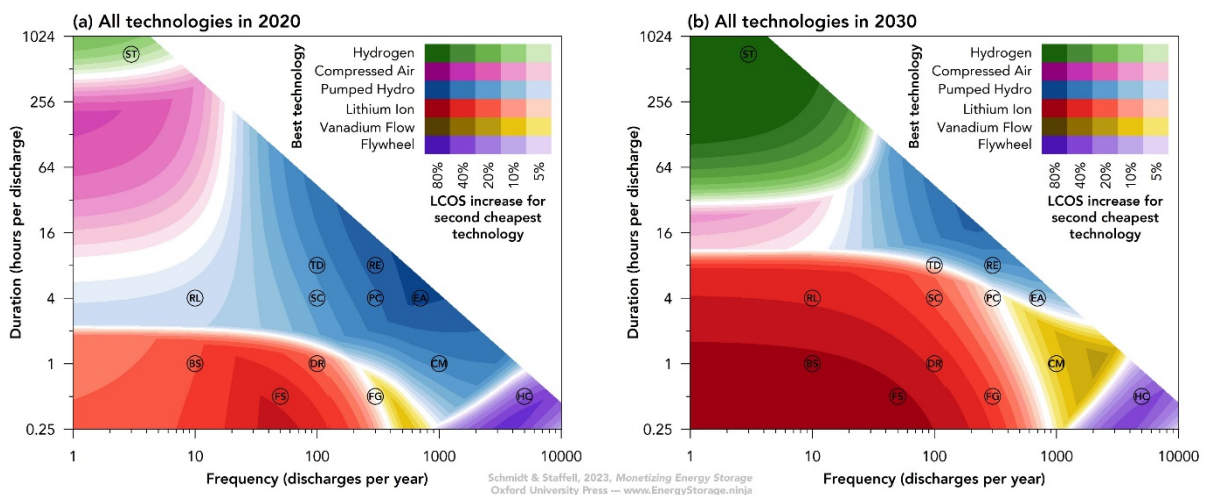 (a) All technologies in 2020
Duration (hours per discharge)
1024
256
64
16
4
1
0.25
1
10
100
1000
10000
Frequency (discharges per year)
Best technology
Hydrogen
Compressed Air
Pumped Hydro
Lithium Ion
Vanadium Flow
Flywheel
80%
40%
20%
10%
5%
LCOS increase for
second cheapest
technology
ST
TD
RE
RL
SC
PC
EA
BS
DR
CM
FS
FG
HC
(b) All technologies in 2030
Duration (hours per discharge)
1024
256
64
16
4
1
0.25
1
10
100
1000
10000
Frequency (discharges per year)
Best technology
Hydrogen
Compressed Air
Pumped Hydro
Lithium Ion
Vanadium Flow
Flywheel
80%
40%
20%
10%
5%
LCOS increase for
second cheapest
technology
ST
TD
RE
RL
SC
PC
EA
BS
DR
CM
FS
FG
HC
Schmidt & Staffell, 2023, Monetizing Energy Storage
Oxford University Press — www.EnergyStorage.ninja